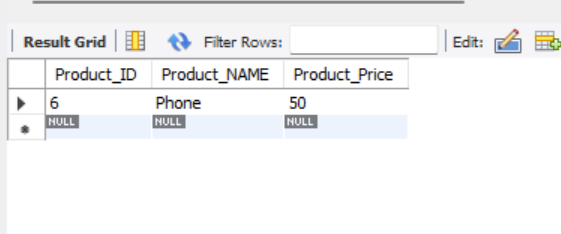 Result Grid Filter Rows: Edit:
Product_ID Product_NAME Product_Price
6 Phone 50
NULL NULL NULL